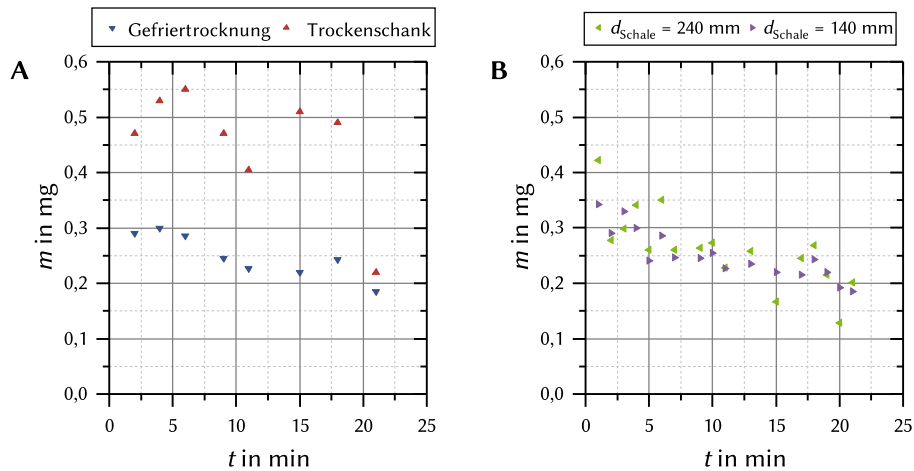 Gefriertrocknung Trockenschank
A
0,6
0,5
0,4
0,3
0,2
0,1
0,0
m in mg
0 5 10 15 20 25
t in min
d_Schale = 240 mm d_Schale = 140 mm
B
0,6
0,5
0,4
0,3
0,2
0,1
0,0
m in mg
0 5 10 15 20 25
t in min